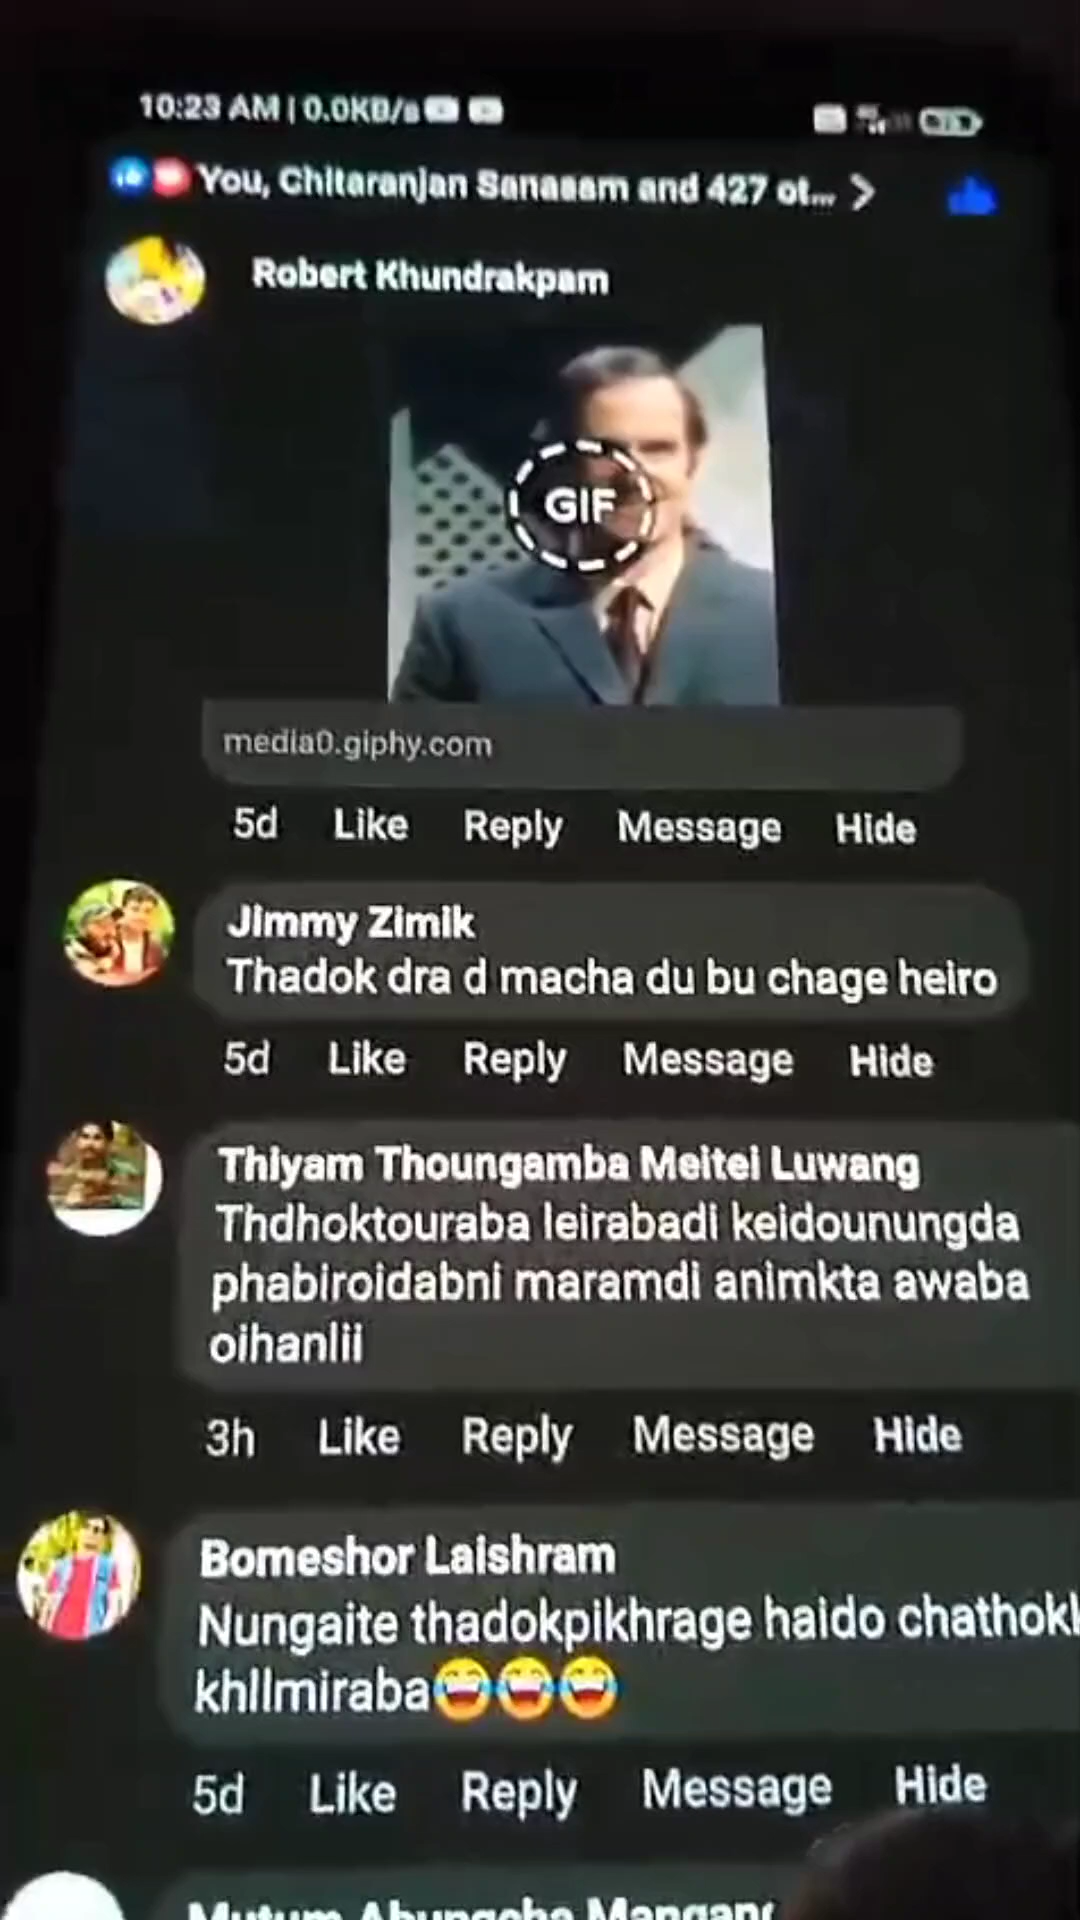 10:23 AM | 0.0KB/s
You, Chitaranjan Sanasam and 427 ot...
Robert Khundrakpam
GIF
media0.giphy.com
5d Like Reply Message Hide
Jimmy Zimik
Thadok dra d macha du bu chage heiro
5d Like Reply Message Hide
Thiyam Thoungamba Meitei Luwang
Thdhoktouraba leirabadi keidounungda
phabiroidabni maramdi animkta awaba
oihanlii
3h Like Reply Message Hide
Bomeshor Laishram
Nungaite thadokpikhrage haido
khllmiraba😂😂😂
5d Like Reply Message Hide